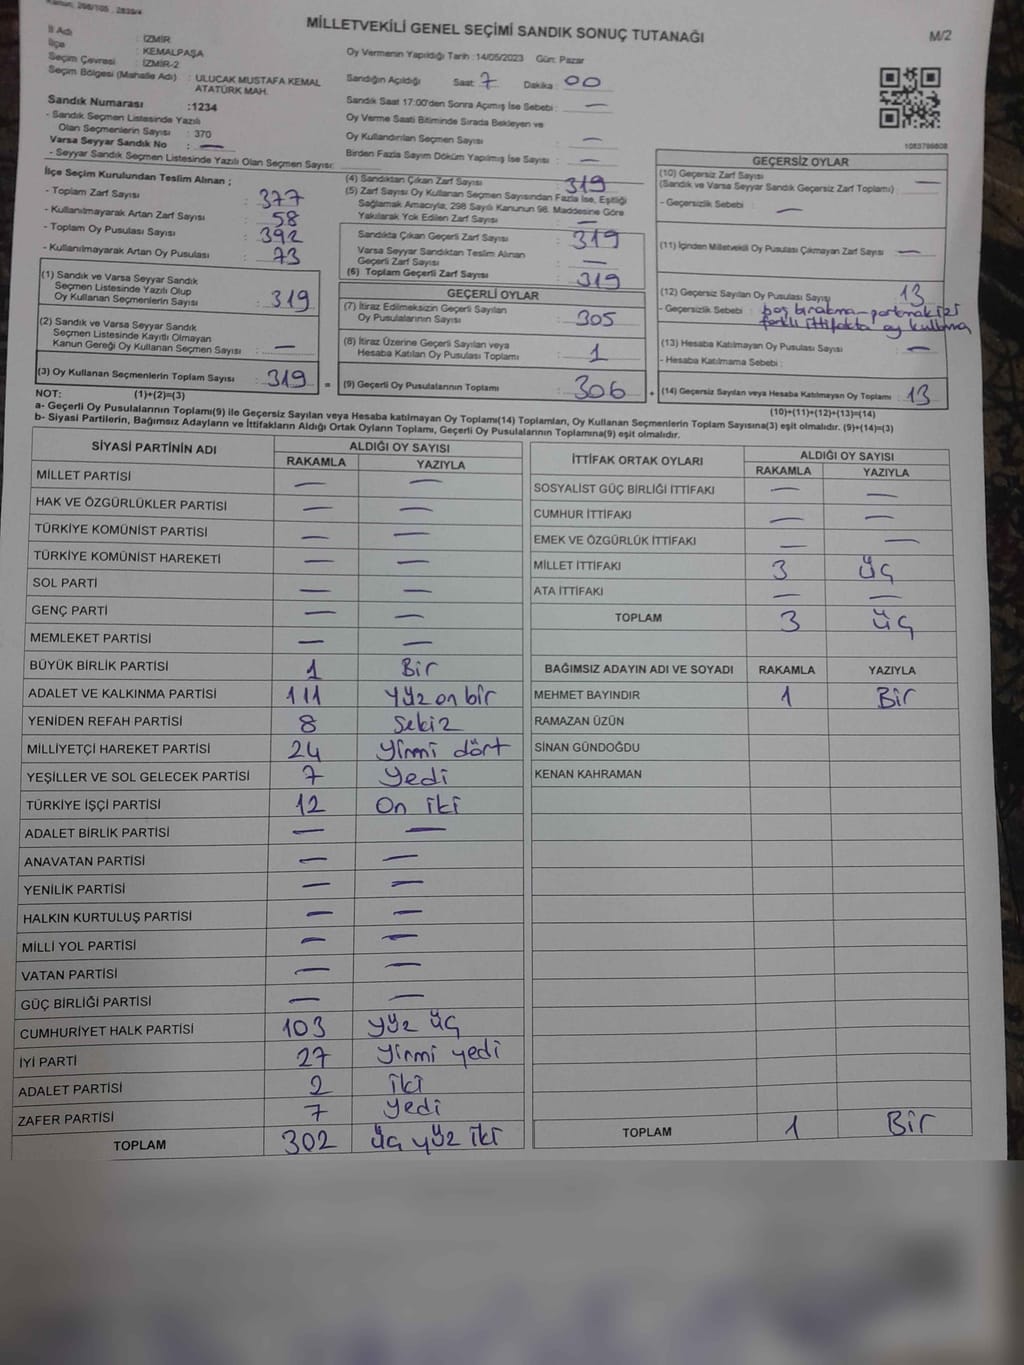 MİLLETVEKİLİ GENEL SEÇİMİ SANDIK SONUÇ TUTANAĞI
M/2
İl Adı : İZMİR
İlçe : KEMALPAŞA
Seçim Çevresi : İZMİR-2
Seçim Bölgesi (Mahalle Adı) : ULUCAK MUSTAFA KEMAL
ATATÜRK MAH.
Sandık Numarası :1234
- Sandık Seçmen Listesinde Yazılı
Olan Seçmenlerin Sayısı : 370
Varsa Seyyar Sandık No : —
- Seyyar Sandık Seçmen Listesinde Yazılı Olan Seçmen Sayısı:
Oy Vermenin Yapıldığı Tarih :14/05/2023 Gün: Pazar
Sandığın Açıldığı Saat: 7 Dakika : 00
Sandık Saat 17:00'den Sonra Açımış İse Sebebi : —
Oy Verme Saati Bitiminde Sırada Bekleyen ve
Oy Kullandırılan Seçmen Sayısı : —
Birden Fazla Sayım Döküm Yapılmış İse Sayısı : —
İlçe Seçim Kurulundan Teslim Alınan ;
- Toplam Zarf Sayısı : 377
- Kullanılmayarak Artan Zarf Sayısı : 58
- Toplam Oy Pusulası Sayısı : 392
- Kullanılmayarak Artan Oy Pusulası : 73
(1) Sandık ve Varsa Seyyar Sandık
Seçmen Listesinde Yazılı Olup
Oy Kullanan Seçmenlerin Sayısı : 319
(2) Sandık ve Varsa Seyyar Sandık
Seçmen Listesinde Kayıtlı Olmayan
Kanun Gereği Oy Kullanan Seçmen Sayısı : —
(3) Oy Kullanan Seçmenlerin Toplam Sayısı : 319 =
(4) Sandıktan Çıkan Zarf Sayısı : 319
(5) Zarf Sayısı Oy Kullanan Seçmen Sayısından Fazla İse, Eşitliği
Sağlamak Amacıyla; 298 Sayılı Kanunun 98. Maddesine Göre
Yakılarak Yok Edilen Zarf Sayısı : —
Sandıkta Çıkan Geçerli Zarf Sayısı : 319
Varsa Seyyar Sandıktan Teslim Alınan
Geçerli Zarf Sayısı : —
(6) Toplam Geçerli Zarf Sayısı : 319
GEÇERLİ OYLAR
(7) İtiraz Edilmeksizin Geçerli Sayılan
Oy Pusulalarının Sayısı : 305
(8) İtiraz Üzerine Geçerli Sayılan veya
Hesaba Katılan Oy Pusulası Toplamı : 1
(9) Geçerli Oy Pusulalarının Toplamı : 306 +
1083799808
GEÇERSİZ OYLAR
(10) Geçersiz Zarf Sayısı : —
(Sandık ve Varsa Seyyar Sandık Geçersiz Zarf Toplamı)
- Geçersizlik Sebebi : —
(11) İçinden Milletvekili Oy Pusulası Çıkmayan Zarf Sayısı : —
(12) Geçersiz Sayılan Oy Pusulası Sayısı : 13
- Geçersizlik Sebebi : boş bırakma-parmak izi
farklı ittifakta oy kullanma
(13) Hesaba Katılmayan Oy Pusulası Sayısı : —
- Hesaba Katılmama Sebebi :
(14) Geçersiz Sayılan veya Hesaba Katılmayan Oy Toplamı : 13
NOT: (1)+(2)=(3) (10)+(11)+(12)+(13)=(14)
a- Geçerli Oy Pusulalarının Toplamı(9) ile Geçersiz Sayılan veya Hesaba katılmayan Oy Toplamı(14) Toplamları, Oy Kullanan Seçmenlerin Toplam Sayısına(3) eşit olmalıdır. (9)+(14)=(3)
b- Siyasi Partilerin, Bağımsız Adayların ve İttifakların Aldığı Ortak Oyların Toplamı, Geçerli Oy Pusulalarının Toplamına(9) eşit olmalıdır.
SİYASİ PARTİNİN ADI ALDIĞI OY SAYISI
RAKAMLA YAZIYLA
MİLLET PARTİSİ — —
HAK VE ÖZGÜRLÜKLER PARTİSİ — —
TÜRKİYE KOMÜNİST PARTİSİ — —
TÜRKİYE KOMÜNİST HAREKETİ — —
SOL PARTİ — —
GENÇ PARTİ — —
MEMLEKET PARTİSİ — —
BÜYÜK BİRLİK PARTİSİ 1 Bir
ADALET VE KALKINMA PARTİSİ 111 yüz on bir
YENİDEN REFAH PARTİSİ 8 Sekiz
MİLLİYETÇİ HAREKET PARTİSİ 24 Yirmi dört
YEŞİLLER VE SOL GELECEK PARTİSİ 7 Yedi
TÜRKİYE İŞÇİ PARTİSİ 12 On iki
ADALET BİRLİK PARTİSİ — —
ANAVATAN PARTİSİ — —
YENİLİK PARTİSİ — —
HALKIN KURTULUŞ PARTİSİ — —
MİLLİ YOL PARTİSİ — —
VATAN PARTİSİ — —
GÜÇ BİRLİĞİ PARTİSİ — —
CUMHURİYET HALK PARTİSİ 103 yüz üç
İYİ PARTİ 27 Yirmi yedi
ADALET PARTİSİ 2 iki
ZAFER PARTİSİ 7 Yedi
TOPLAM 302 Üç yüz iki
İTTİFAK ORTAK OYLARI ALDIĞI OY SAYISI
RAKAMLA YAZIYLA
SOSYALİST GÜÇ BİRLİĞİ İTTİFAKI — —
CUMHUR İTTİFAKI — —
EMEK VE ÖZGÜRLÜK İTTİFAKI — —
MİLLET İTTİFAKI 3 Üç
ATA İTTİFAKI — —
TOPLAM 3 Üç
BAĞIMSIZ ADAYIN ADI VE SOYADI RAKAMLA YAZIYLA
MEHMET BAYINDIR 1 Bir
RAMAZAN ÜZÜN
SİNAN GÜNDOĞDU
KENAN KAHRAMAN
TOPLAM 1 Bir